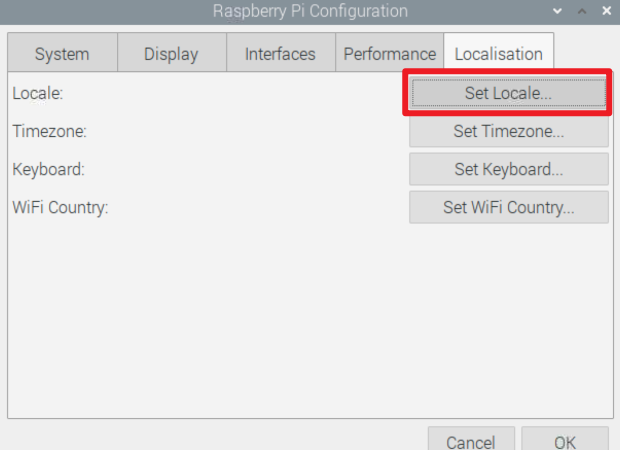 Raspberry Pi Configuration
System Display Interfaces Performance Localisation
Locale: Set Locale...
Timezone: Set Timezone...
Keyboard: Set Keyboard...
WiFi Country: Set WiFi Country...
Cancel OK